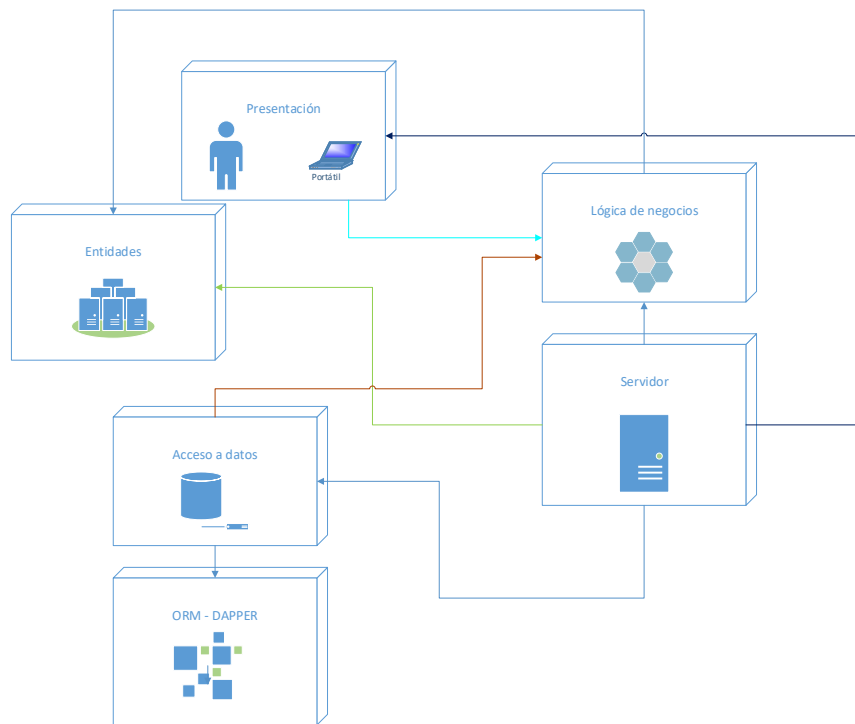 Presentación
Portátil
Lógica de negocios
Entidades
Servidor
Acceso a datos
ORM - DAPPER